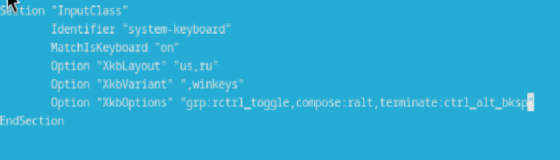 Section "InputClass"
Identifier "system-keyboard"
MatchIsKeyboard "on"
Option "XkbLayout" "us,ru"
Option "XkbVariant" ",winkeys"
Option "XkbOptions" "grp:rctrl_toggle,compose:ralt,terminate:ctrl_alt_bksp"
EndSection